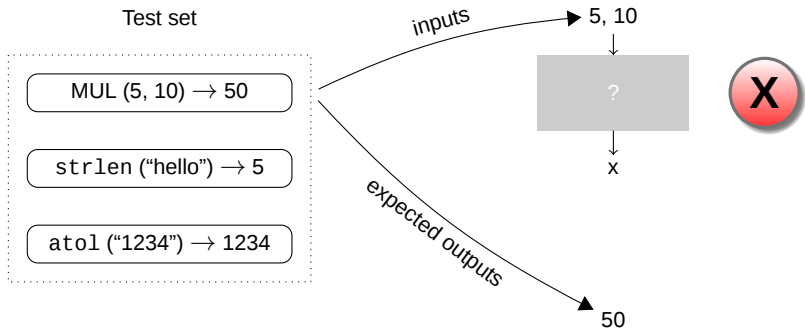 Test set
MUL (5, 10) → 50
strlen (“hello”) → 5
atol (“1234”) → 1234
inputs
expected outputs
5, 10
?
x
50
X